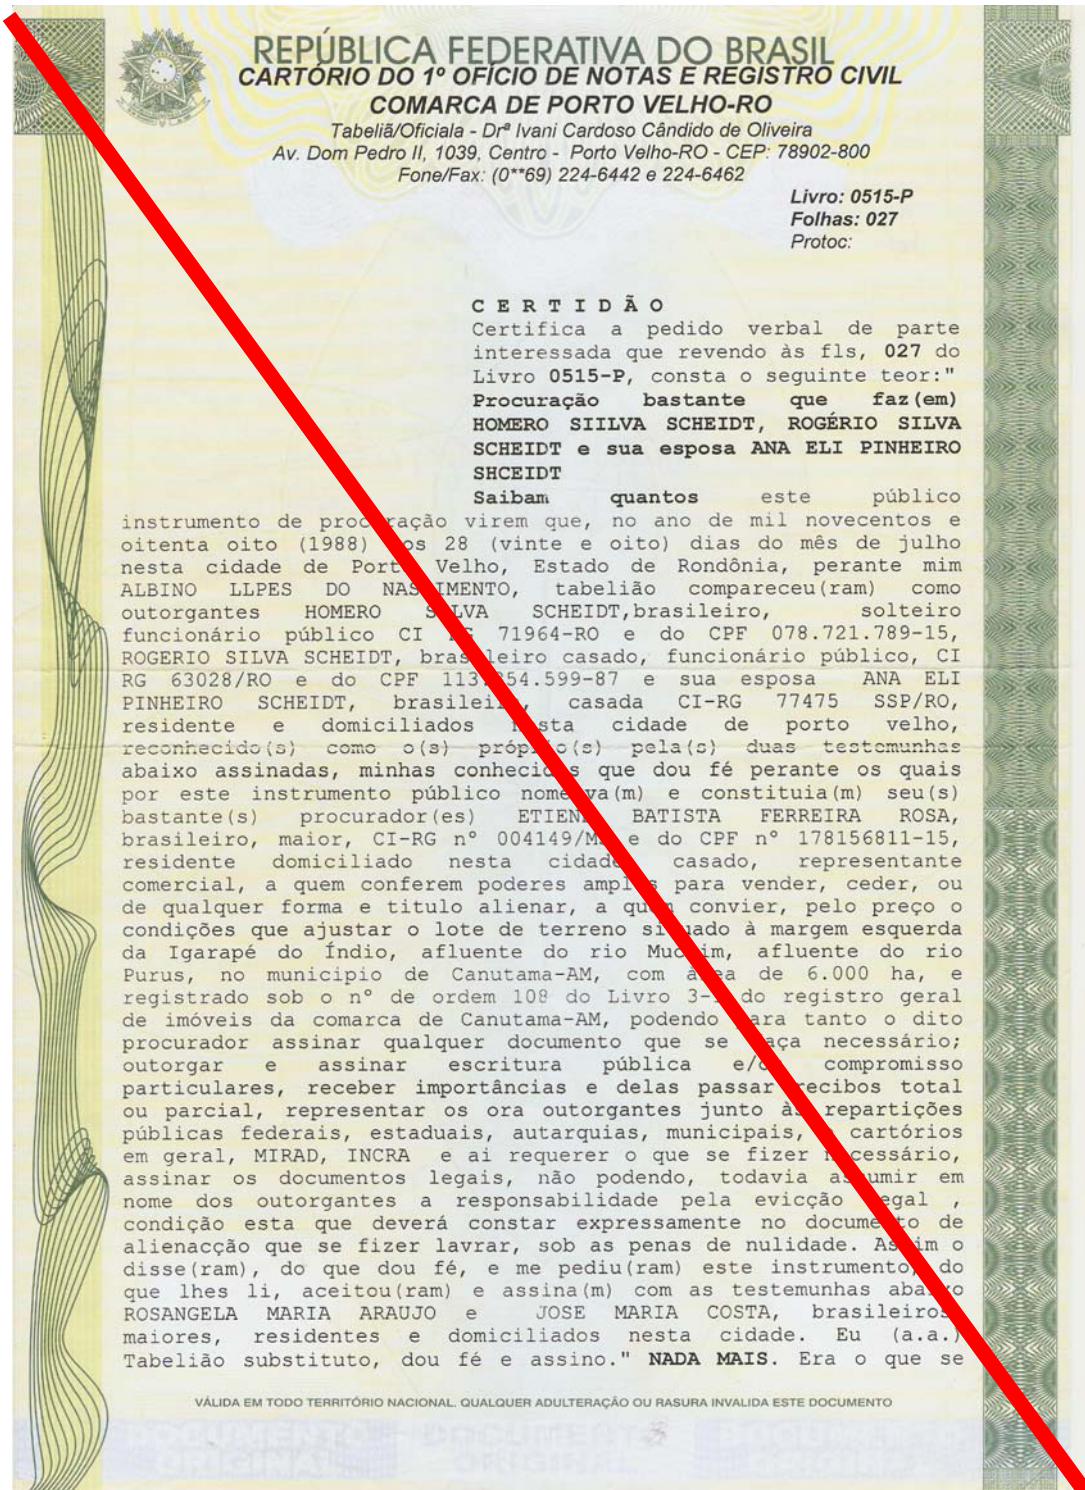 REPÚBLICA FEDERATIVA DO BRASIL
CARTÓRIO DO 1º OFÍCIO DE NOTAS E REGISTRO CIVIL
COMARCA DE PORTO VELHO-RO
Tabeliã/Oficiala - Drª Ivani Cardoso Cândido de Oliveira
Av. Dom Pedro II, 1039, Centro - Porto Velho-RO - CEP: 78902-800
Fone/Fax: (0**69) 224-6442 e 224-6462
Livro: 0515-P
Folhas: 027
Protoc:
C E R T I D Ã O
Certifica a pedido verbal de parte
interessada que revendo às fls, 027 do
Livro 0515-P, consta o seguinte teor:"
Procuração bastante que faz(em)
HOMERO SIILVA SCHEIDT, ROGÉRIO SILVA
SCHEIDT e sua esposa ANA ELI PINHEIRO
SHCEIDT
Saibam quantos este público
instrumento de procuração virem que, no ano de mil novecentos e
oitenta oito (1988) aos 28 (vinte e oito) dias do mês de julho
nesta cidade de Porto Velho, Estado de Rondônia, perante mim
ALBINO LLPES DO NASCIMENTO, tabelião compareceu(ram) como
outorgantes HOMERO SILVA SCHEIDT,brasileiro, solteiro
funcionário público CI RG 71964-RO e do CPF 078.721.789-15,
ROGERIO SILVA SCHEIDT, brasileiro casado, funcionário público, CI
RG 63028/RO e do CPF 113.254.599-87 e sua esposa ANA ELI
PINHEIRO SCHEIDT, brasileira, casada CI-RG 77475 SSP/RO,
residente e domiciliados nesta cidade de porto velho,
reconhecido(s) como o(s) próprio(s) pela(s) duas testemunhas
abaixo assinadas, minhas conhecidas que dou fé perante os quais
por este instrumento público nomeava(m) e constituia(m) seu(s)
bastante(s) procurador(es) ETIENE BATISTA FERREIRA ROSA,
brasileiro, maior, CI-RG nº 004149/MS e do CPF nº 178156811-15,
residente domiciliado nesta cidade, casado, representante
comercial, a quem conferem poderes amplos para vender, ceder, ou
de qualquer forma e titulo alienar, a quem convier, pelo preço o
condições que ajustar o lote de terreno situado à margem esquerda
da Igarapé do Índio, afluente do rio Mucuim, afluente do rio
Purus, no municipio de Canutama-AM, com área de 6.000 ha, e
registrado sob o nº de ordem 108 do Livro do registro geral
de imóveis da comarca de Canutama-AM, podendo para tanto o dito
procurador assinar qualquer documento que se faça necessário;
outorgar e assinar escritura pública e/ou compromisso
particulares, receber importâncias e delas passar recibos total
ou parcial, representar os ora outorgantes junto às repartições
públicas federais, estaduais, autarquias, municipais, e cartórios
em geral, MIRAD, INCRA e ai requerer o que se fizer necessário,
assinar os documentos legais, não podendo, todavia assumir em
nome dos outorgantes a responsabilidade pela evicção legal ,
condição esta que deverá constar expressamente no documento de
alienacção que se fizer lavrar, sob as penas de nulidade. Assim o
disse(ram), do que dou fé, e me pediu(ram) este instrumento, do
que lhes li, aceitou(ram) e assina(m) com as testemunhas abaixo
ROSANGELA MARIA ARAUJO e JOSE MARIA COSTA, brasileiros,
maiores, residentes e domiciliados nesta cidade. Eu (a.a.)
Tabelião substituto, dou fé e assino." NADA MAIS. Era o que se
VÁLIDA EM TODO TERRITÓRIO NACIONAL. QUALQUER ADULTERAÇÃO OU RASURA INVALIDA ESTE DOCUMENTO